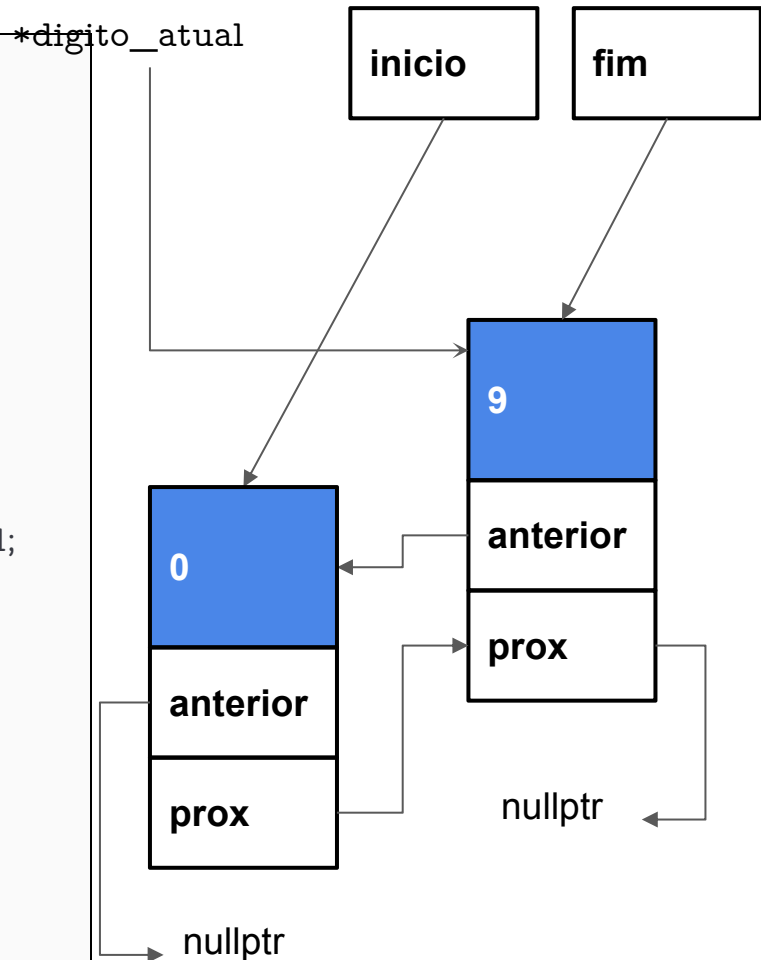 *digito_atual
inicio
fim
9
anterior
prox
nullptr
0
anterior
prox
nullptr
;